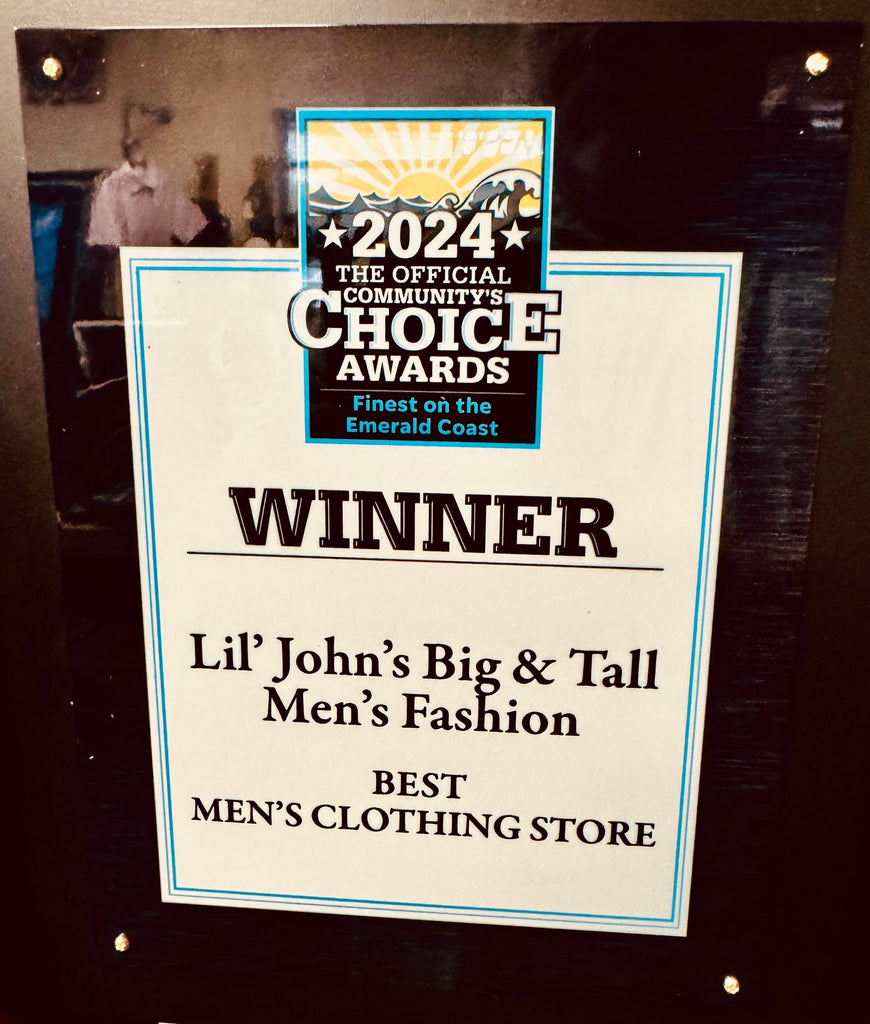 2024
THE OFFICIAL
COMMUNITY'S
CHOICE
AWARDS
Finest on the
Emerald Coast
WINNER
Lil' John's Big & Tall
Men's Fashion
BEST
MEN'S CLOTHING STORE